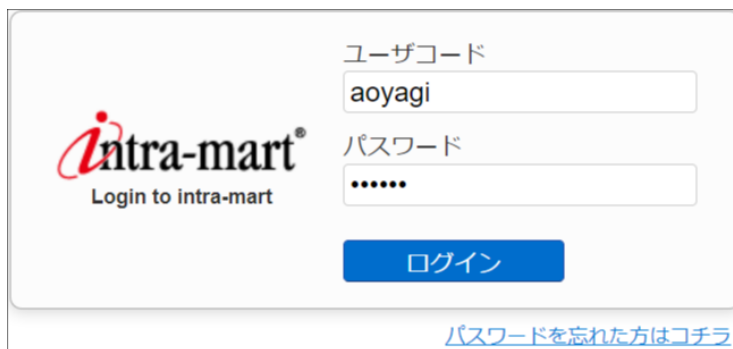 ユーザコード
aoyagi
intra-mart®
Login to intra-mart
パスワード
••••••
ログイン
パスワードを忘れた方はコチラ